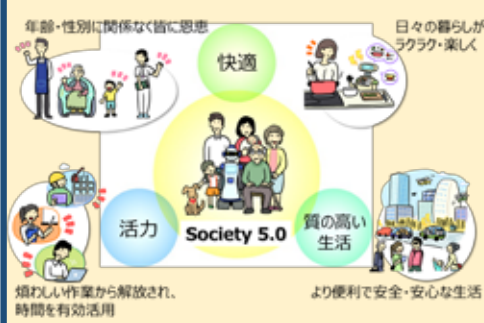 年齢・性別に関係なく皆に恩恵
日々の暮らしが
ラクラク・楽しく
快適
活力
Society 5.0
質の高い
生活
煩わしい作業から解放され、
時間を有効活用
より便利で安全・安心な生活